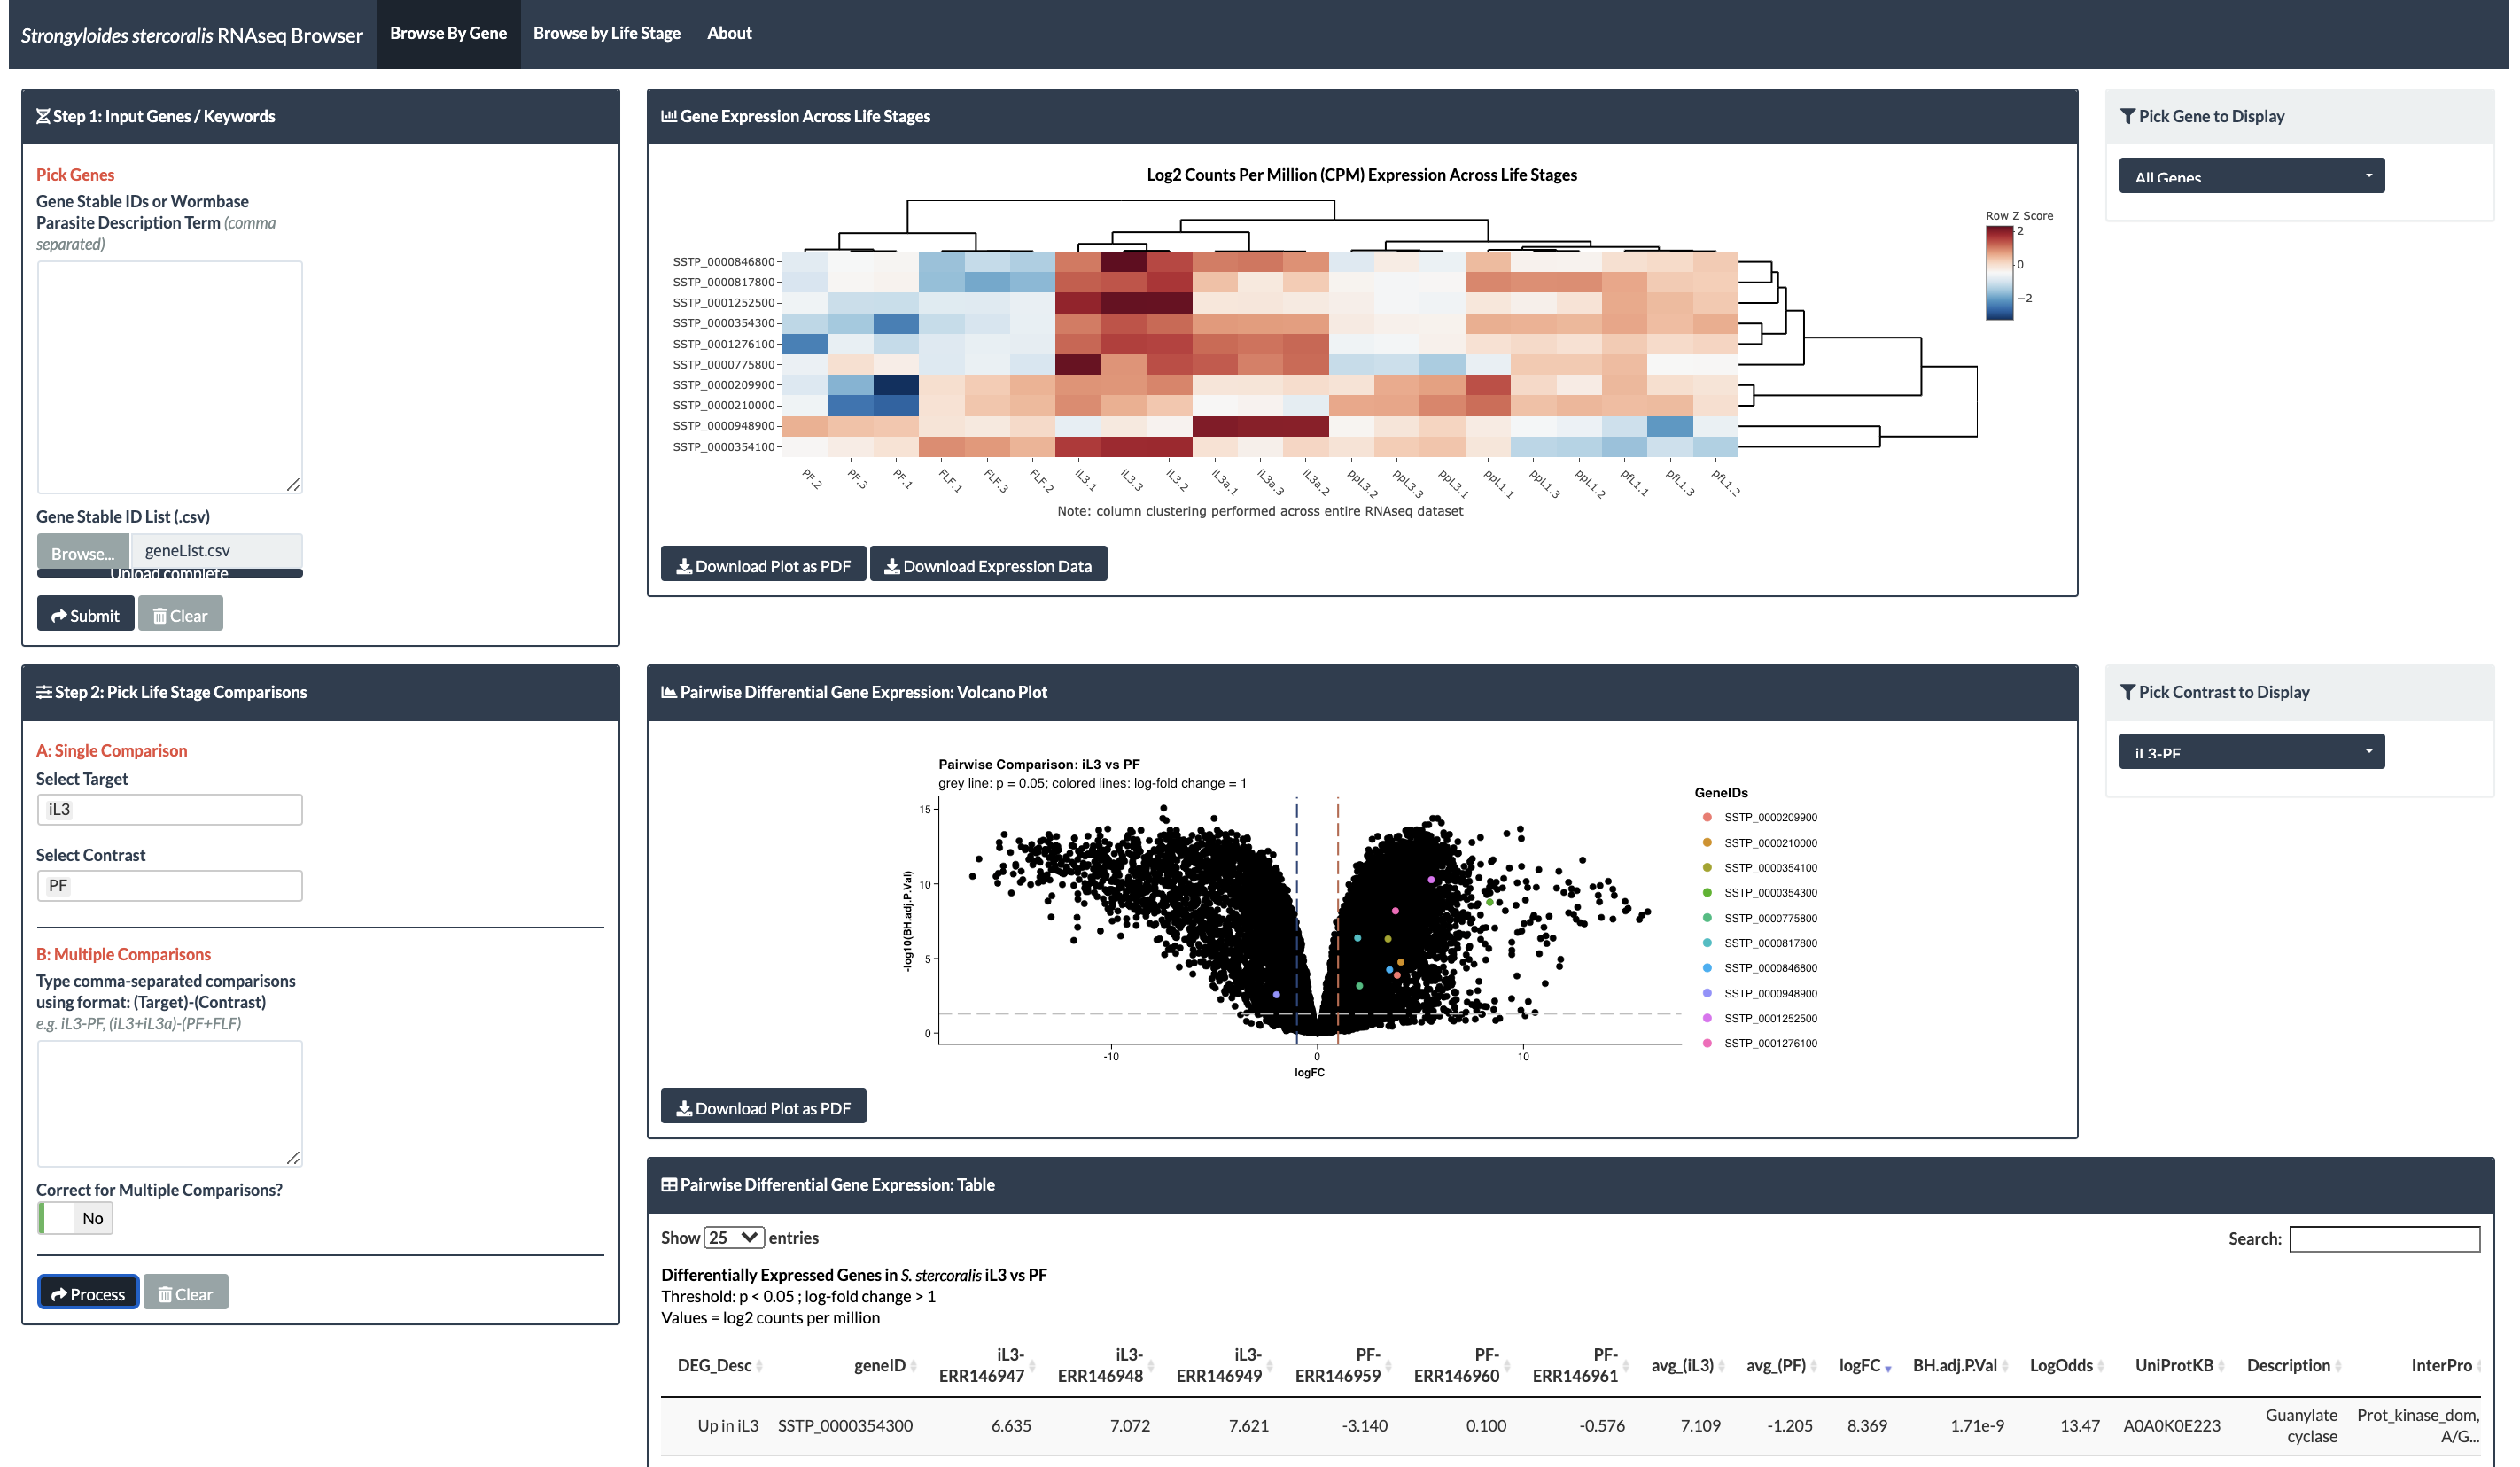 Strongyloides stercoralis RNAseq Browser
Browse By Gene
Browse by Life Stage
About
Step 1: Input Genes / Keywords
Pick Genes
Gene Stable IDs or Wormbase
Parasite Description Term (comma
separated)
Gene Stable ID List (.csv)
Browse...
geneList.csv
Upload complete
Submit
Clear
Gene Expression Across Life Stages
Log2 Counts Per Million (CPM) Expression Across Life Stages
Row Z Score
2
0
−2
SSTP_0000846800
SSTP_0000817800
SSTP_0001252500
SSTP_0000354300
SSTP_0001276100
SSTP_0000775800
SSTP_0000209900
SSTP_0000210000
SSTP_0000948900
SSTP_0000354100
PF.2 PF.3 PF.1 FLF.1 FLF.3 FLF.2 iL3.1 iL3.3 iL3.2 iL3a.1 iL3a.3 iL3a.2 ppL3.2 ppL3.3 ppL3.1 ppL1.1 ppL1.3 ppL1.2 pfL1.1 pfL1.3 pfL1.2
Note: column clustering performed across entire RNAseq dataset
Download Plot as PDF
Download Expression Data
Pick Gene to Display
All Genes
Step 2: Pick Life Stage Comparisons
A: Single Comparison
Select Target
iL3
Select Contrast
PF
B: Multiple Comparisons
Type comma-separated comparisons
using format: (Target)-(Contrast)
e.g. iL3-PF, (iL3+iL3a)-(PF+FLF)
Correct for Multiple Comparisons?
No
Process
Clear
Pairwise Differential Gene Expression: Volcano Plot
Pairwise Comparison: iL3 vs PF
grey line: p = 0.05; colored lines: log-fold change = 1
-log10(BH.adj.P.Val)
15
10
5
0
-10
0
10
logFC
GeneIDs
SSTP_0000209900
SSTP_0000210000
SSTP_0000354100
SSTP_0000354300
SSTP_0000775800
SSTP_0000817800
SSTP_0000846800
SSTP_0000948900
SSTP_0001252500
SSTP_0001276100
Download Plot as PDF
Pick Contrast to Display
iL3-PF
Pairwise Differential Gene Expression: Table
Show 25 entries
Search:
Differentially Expressed Genes in S. stercoralis iL3 vs PF
Threshold: p < 0.05 ; log-fold change > 1
Values = log2 counts per million
DEG_Desc geneID iL3-ERR146947 iL3-ERR146948 iL3-ERR146949 PF-ERR146959 PF-ERR146960 PF-ERR146961 avg_(iL3) avg_(PF) logFC BH.adj.P.Val LogOdds UniProtKB Description InterPro
Up in iL3 SSTP_0000354300 6.635 7.072 7.621 -3.140 0.100 -0.576 7.109 -1.205 8.369 1.71e-9 13.47 A0A0K0E223 Guanylate cyclase Prot_kinase_dom, A/G...